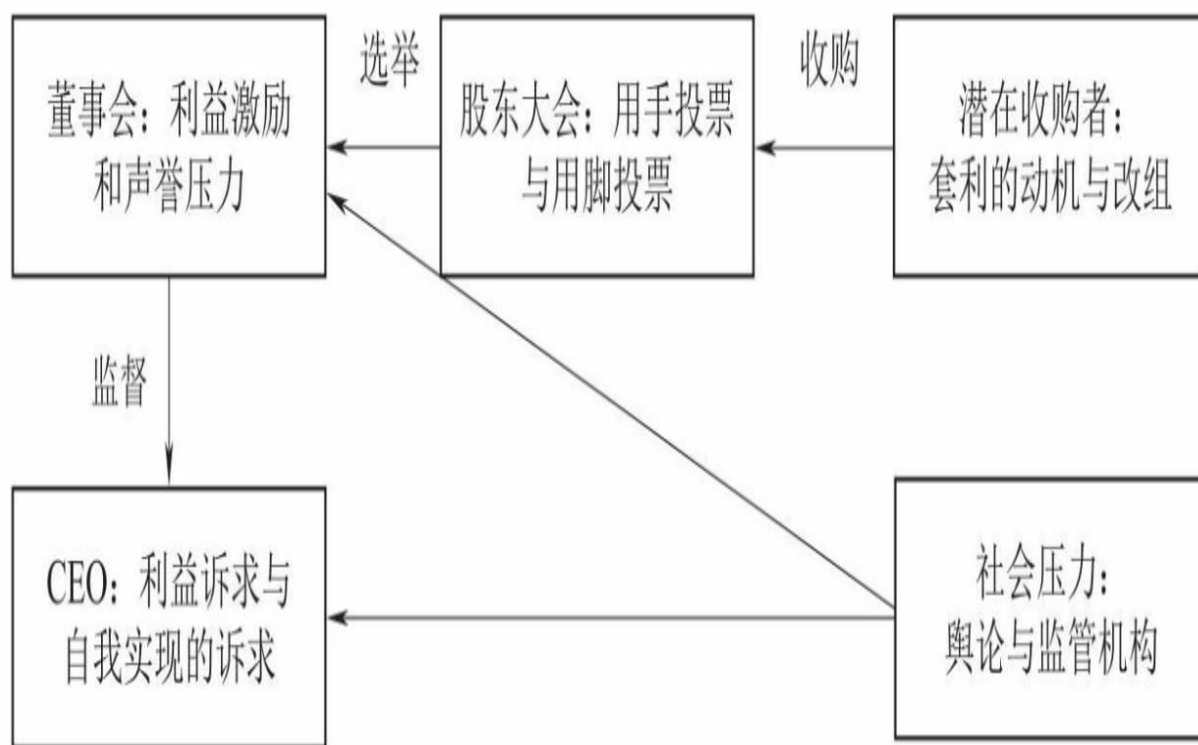 选举
收购
董事会：利益激励
和声誉压力
股东大会：用手投票
与用脚投票
潜在收购者：
套利的动机与改组
监督
CEO：利益诉求与
自我实现的诉求
社会压力：
舆论与监管机构